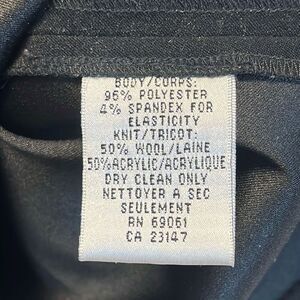 BODY/CORPS:
96% POLYESTER
4% SPANDEX FOR
ELASTICITY
KNIT/TRICOT:
50% WOOL/LAINE
50%ACRYLIC/ACRYLIQUE
DRY CLEAN ONLY
NETTOYER A SEC
SEULEMENT
RN 69061
CA 23147